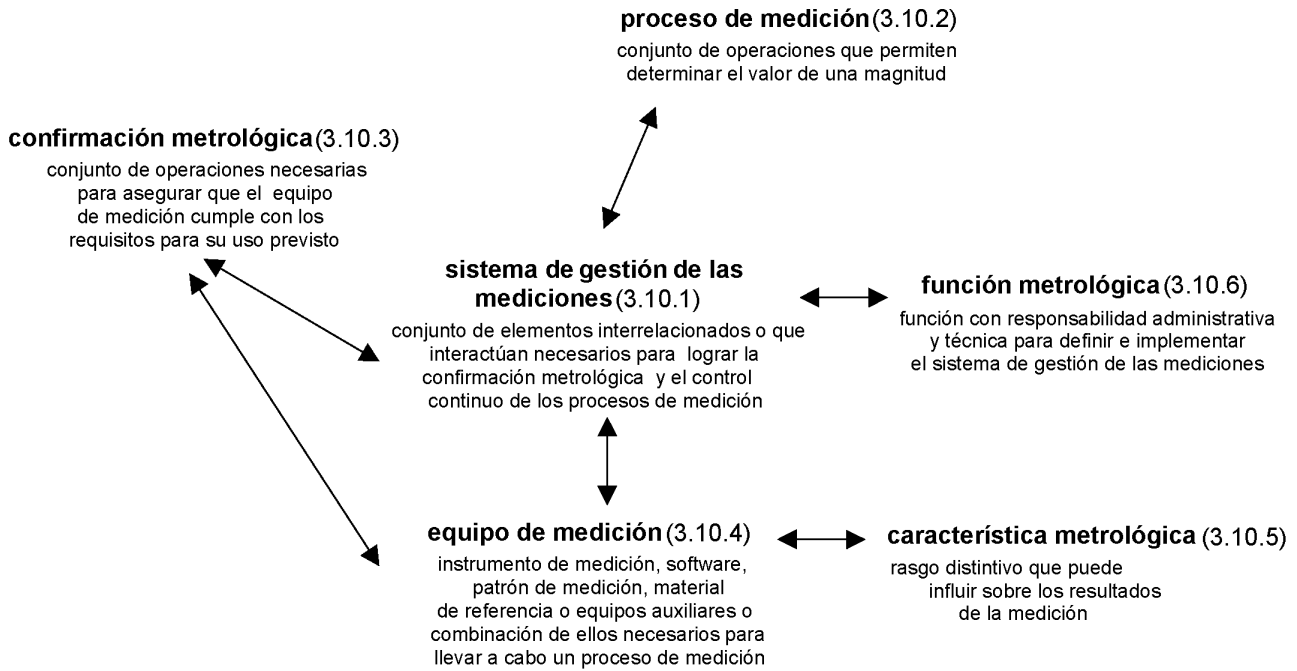 proceso de medición (3.10.2)
conjunto de operaciones que permiten
determinar el valor de una magnitud
confirmación metrológica (3.10.3)
conjunto de operaciones necesarias
para asegurar que el equipo
de medición cumple con los
requisitos para su uso previsto
sistema de gestión de las
mediciones (3.10.1)
conjunto de elementos interrelacionados o que
interactúan necesarios para lograr la
confirmación metrológica y el control
continuo de los procesos de medición
función metrológica (3.10.6)
función con responsabilidad administrativa
y técnica para definir e implementar
el sistema de gestión de las mediciones
equipo de medición (3.10.4)
instrumento de medición, software,
patrón de medición, material
de referencia o equipos auxiliares o
combinación de ellos necesarios para
llevar a cabo un proceso de medición
característica metrológica (3.10.5)
rasgo distintivo que puede
influir sobre los resultados
de la medición